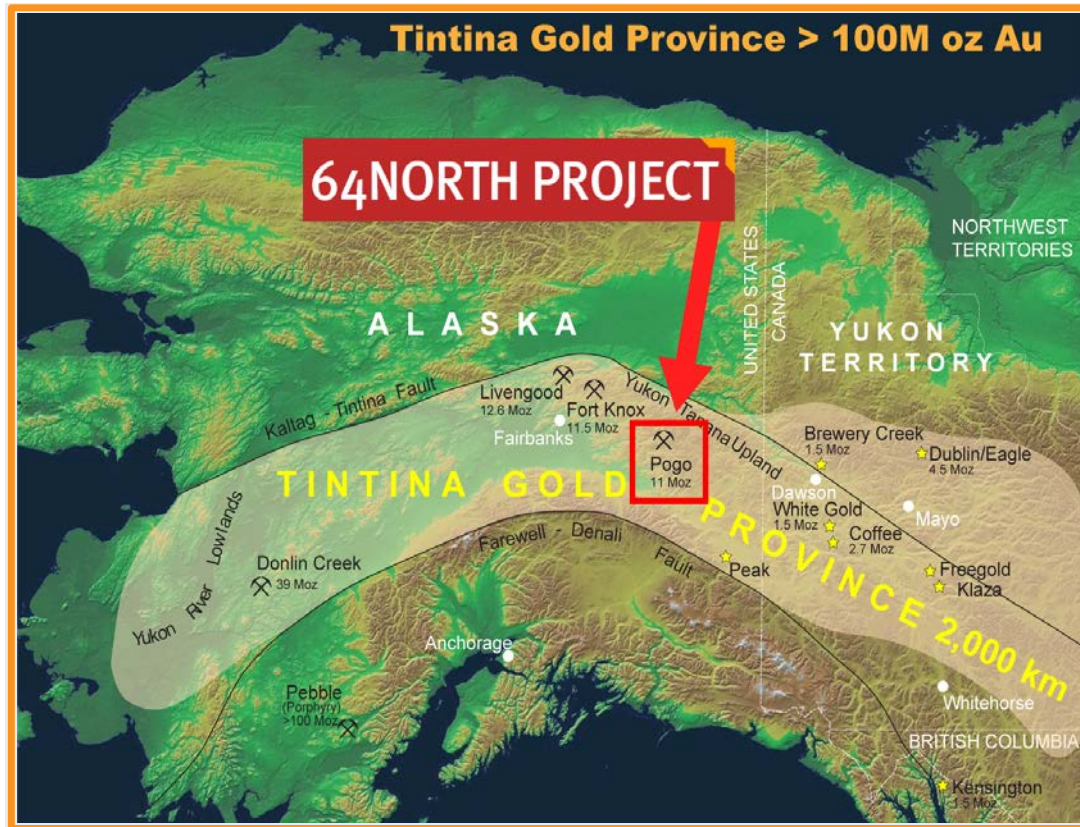 Tintina Gold Province > 100M oz Au
64NORTH PROJECT
NORTHWEST
TERRITORIES
UNITED STATES
CANADA
ALASKA
YUKON
TERRITORY
Kaltag - Tintina Fault
Livengood
12.6 Moz
Fort Knox
11.5 Moz
Fairbanks
Yukon - Tanana Upland
Pogo
11 Moz
Brewery Creek
1.5 Moz
Dublin/Eagle
4.5 Moz
Dawson
Mayo
White Gold
1.5 Moz
Coffee
2.7 Moz
TINTINA GOLD PROVINCE 2,000 km
Farewell - Denali Fault
Peak
Freegold
Klaza
Yukon River Lowlands
Donlin Creek
39 Moz
Anchorage
Pebble
(Porphyry)
>100 Moz
Whitehorse
BRITISH COLUMBIA
Kensington
1.5 Moz